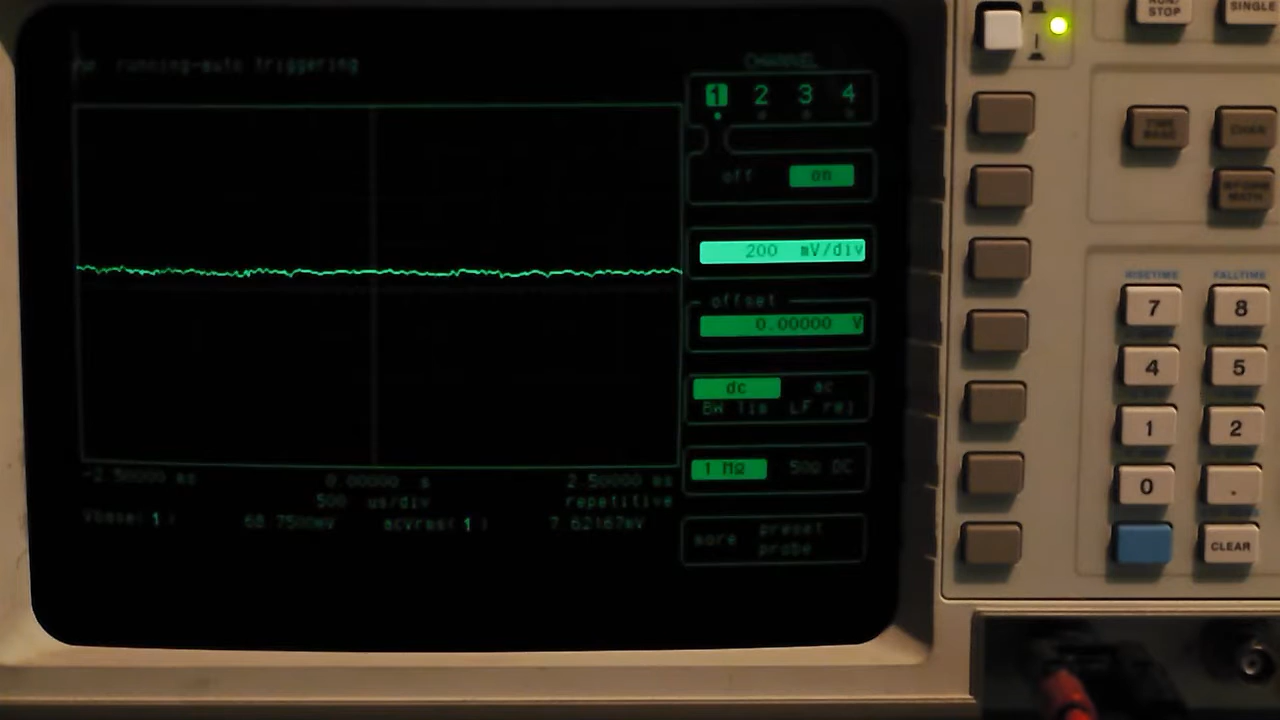 running-auto triggering
CHANNEL
1 2 3 4
off on
200 mV/div
offset
0.00000 V
dc ac
BW lim LF rej
1 MΩ 50Ω DC
more preset probe
-2.50000 ms 0.00000 s 2.50000 ms
500 us/div repetitive
Vbase(1) 68.7500mV acVrms(1) 7.62167mV
RUN/STOP SINGLE
TIME BASE CHAN
WFORM MATH
RISETIME FALLTIME
7 8
4 5
1 2
0 .
CLEAR